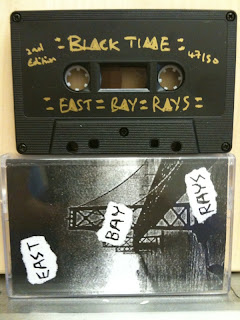 2nd Edition
= BLACK TIME =
47/50
= EAST = BAY = RAYS =
EAST
BAY
RAYS